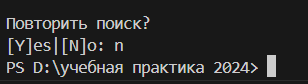 Повторить поиск?
[Y]es|[N]o: n
PS D:\учебная практика 2024>